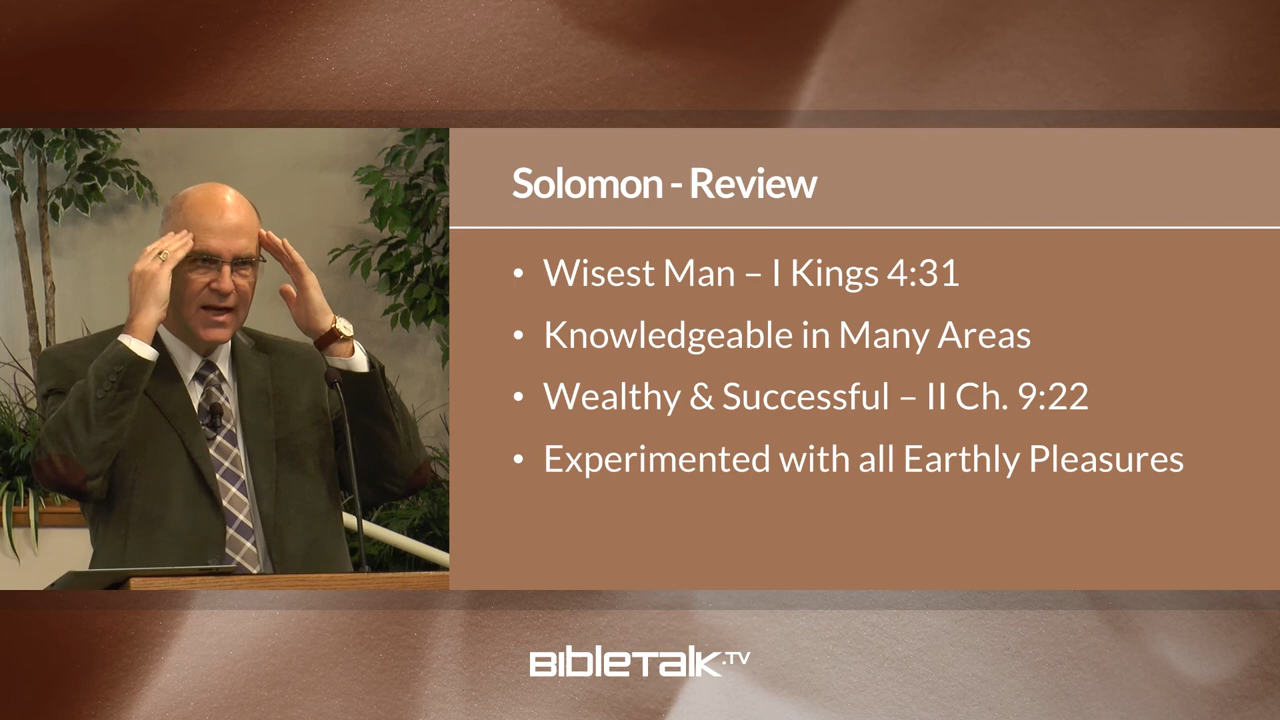 Solomon - Review
• Wisest Man – I Kings 4:31
• Knowledgeable in Many Areas
• Wealthy & Successful – II Ch. 9:22
• Experimented with all Earthly Pleasures
BIBLETALK.TV